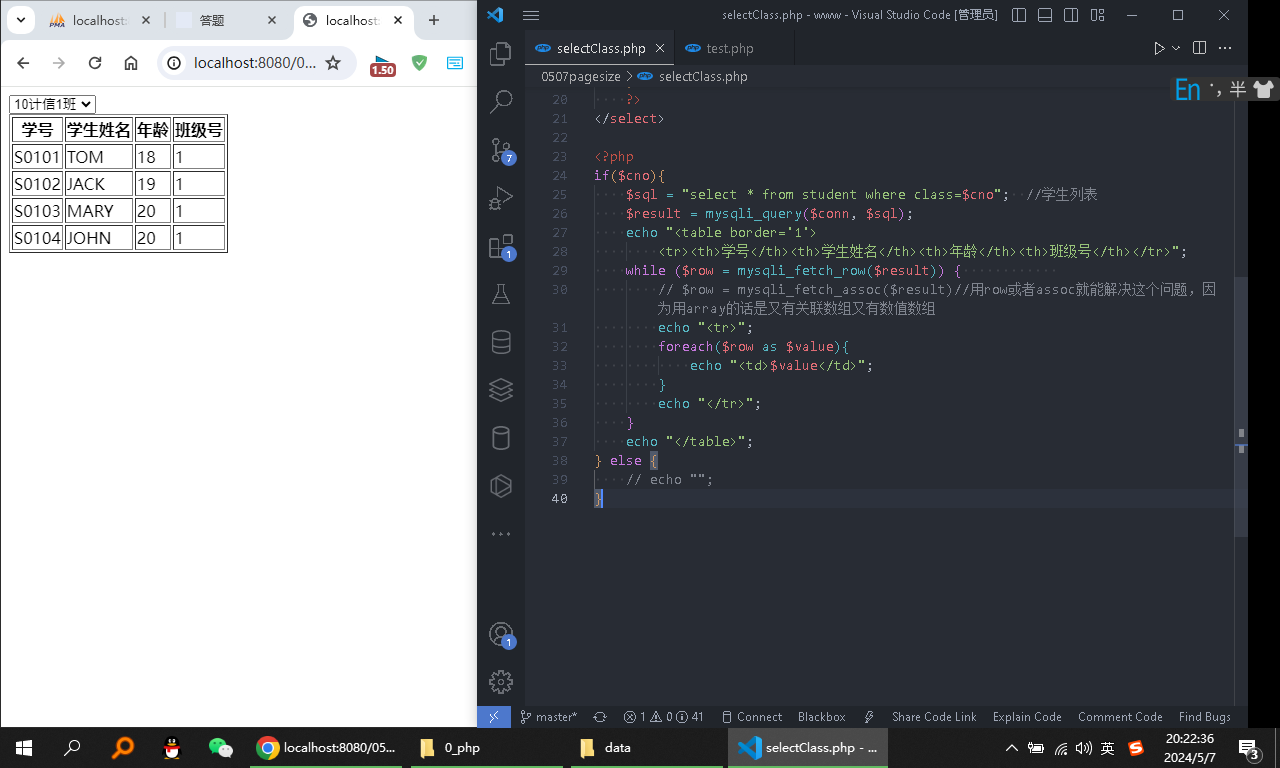 localhost:
答题
localhost:
localhost:8080/0...
1.50
10计信1班
学号 学生姓名 年龄 班级号
S0101 TOM 18 1
S0102 JACK 19 1
S0103 MARY 20 1
S0104 JOHN 20 1
selectClass.php - www - Visual Studio Code [管理员]
selectClass.php
test.php
0507pagesize > selectClass.php
En 半
20 ?>
21 </select>
22
23 <?php
24 if($cno){
25 $sql = "select * from student where class=$cno"; //学生列表
26 $result = mysqli_query($conn, $sql);
27 echo "<table border='1'>
28 <tr><th>学号</th><th>学生姓名</th><th>年龄</th><th>班级号</th></tr>";
29 while ($row = mysqli_fetch_row($result)) {
30 // $row = mysqli_fetch_assoc($result)//用row或者assoc就能解决这个问题，因
为用array的话是又有关联数组又有数值数组
31 echo "<tr>";
32 foreach($row as $value){
33 echo "<td>$value</td>";
34 }
35 echo "</tr>";
36 }
37 echo "</table>";
38 } else {
39 // echo "";
40 }
7
1
1
master* 1 0 41 Connect Blackbox Share Code Link Explain Code Comment Code Find Bugs
localhost:8080/05...
0_php
data
selectClass.php - ...
英
20:22:36
2024/5/7
3